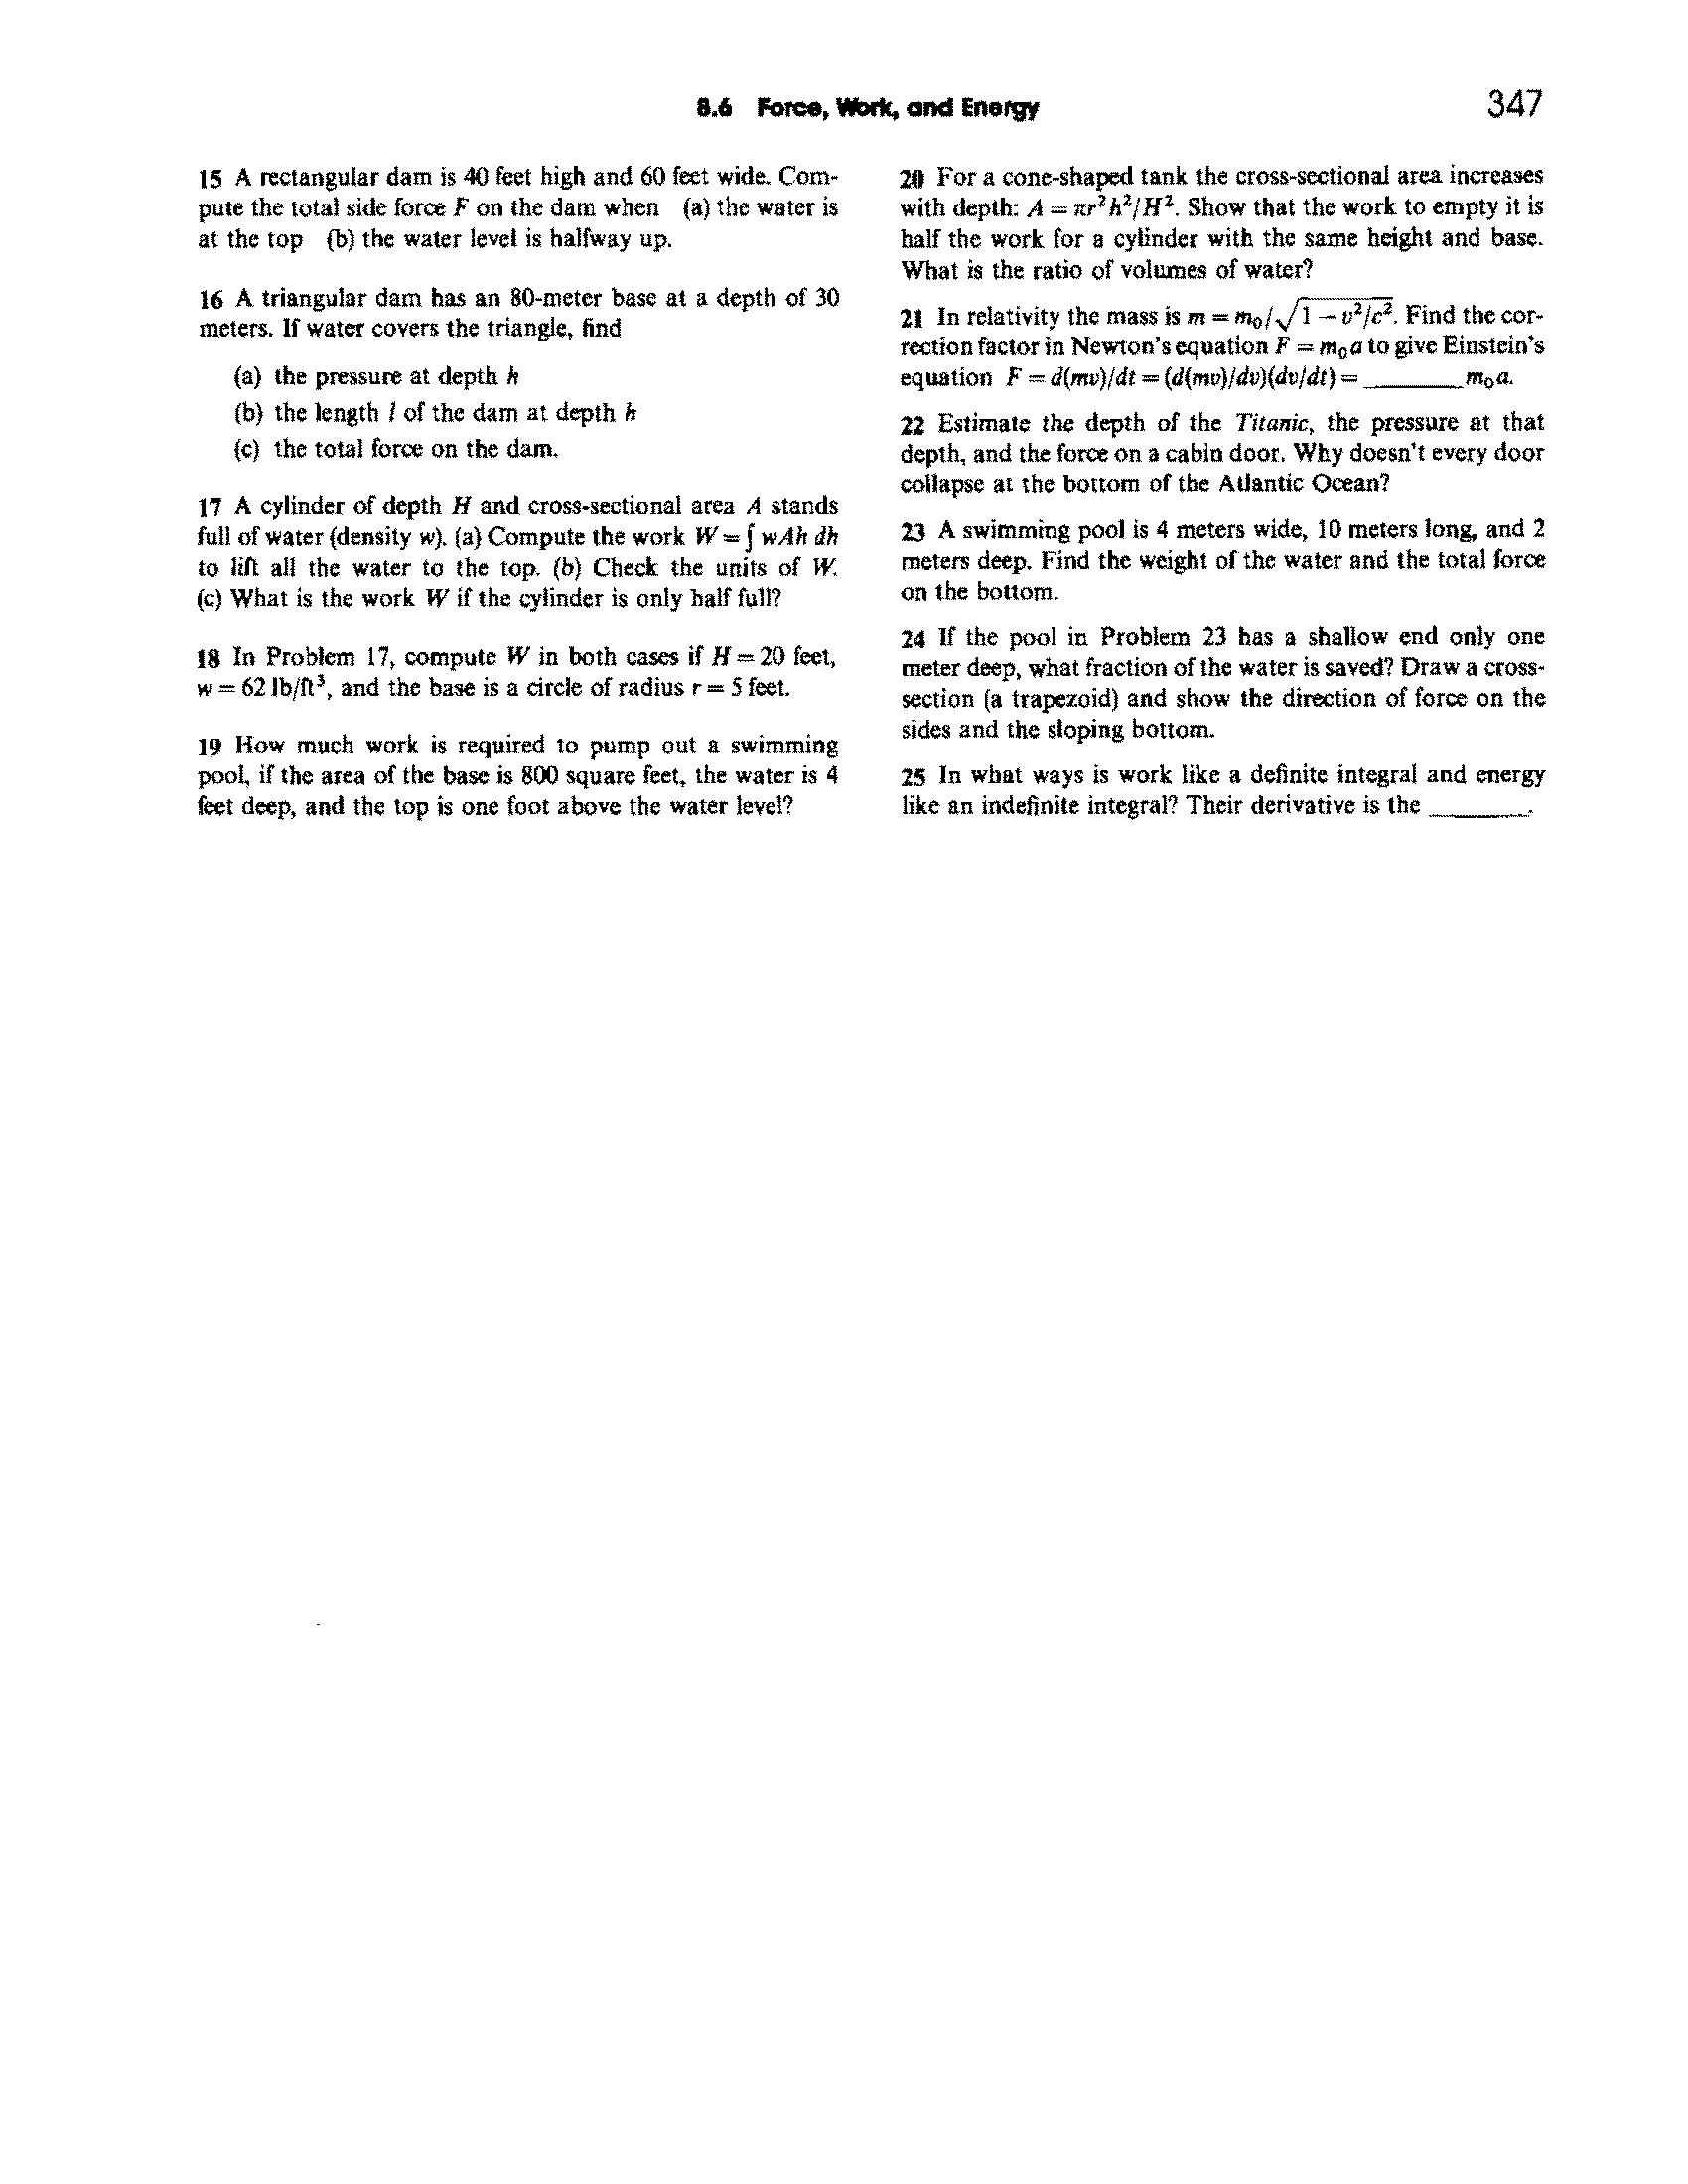 8.6 Force, Work, and Energy
347
15 A rectangular dam is 40 feet high and 60 feet wide. Com-
pute the total side force F on the dam when (a) the water is
at the top (b) the water level is halfway up.
16 A triangular dam has an 80-meter base at a depth of 30
meters. If water covers the triangle, find
(a) the pressure at depth h
(b) the length l of the dam at depth h
(c) the total force on the dam.
17 A cylinder of depth H and cross-sectional area A stands
full of water (density w). (a) Compute the work W = ∫ wAh dh
to lift all the water to the top. (b) Check the units of W.
(c) What is the work W if the cylinder is only half full?
18 In Problem 17, compute W in both cases if H = 20 feet,
w = 62 lb/ft³, and the base is a circle of radius r = 5 feet.
19 How much work is required to pump out a swimming
pool, if the area of the base is 800 square feet, the water is 4
feet deep, and the top is one foot above the water level?
20 For a cone-shaped tank the cross-sectional area increases
with depth: A = πr²h²/H². Show that the work to empty it is
half the work for a cylinder with the same height and base.
What is the ratio of volumes of water?
21 In relativity the mass is m = m₀/√1 − v²/c². Find the cor-
rection factor in Newton's equation F = m₀a to give Einstein's
equation F = d(mv)/dt = (d(mv)/dv)(dv/dt) = ________m₀a.
22 Estimate the depth of the Titanic, the pressure at that
depth, and the force on a cabin door. Why doesn't every door
collapse at the bottom of the Atlantic Ocean?
23 A swimming pool is 4 meters wide, 10 meters long, and 2
meters deep. Find the weight of the water and the total force
on the bottom.
24 If the pool in Problem 23 has a shallow end only one
meter deep, what fraction of the water is saved? Draw a cross-
section (a trapezoid) and show the direction of force on the
sides and the sloping bottom.
25 In what ways is work like a definite integral and energy
like an indefinite integral? Their derivative is the ________.